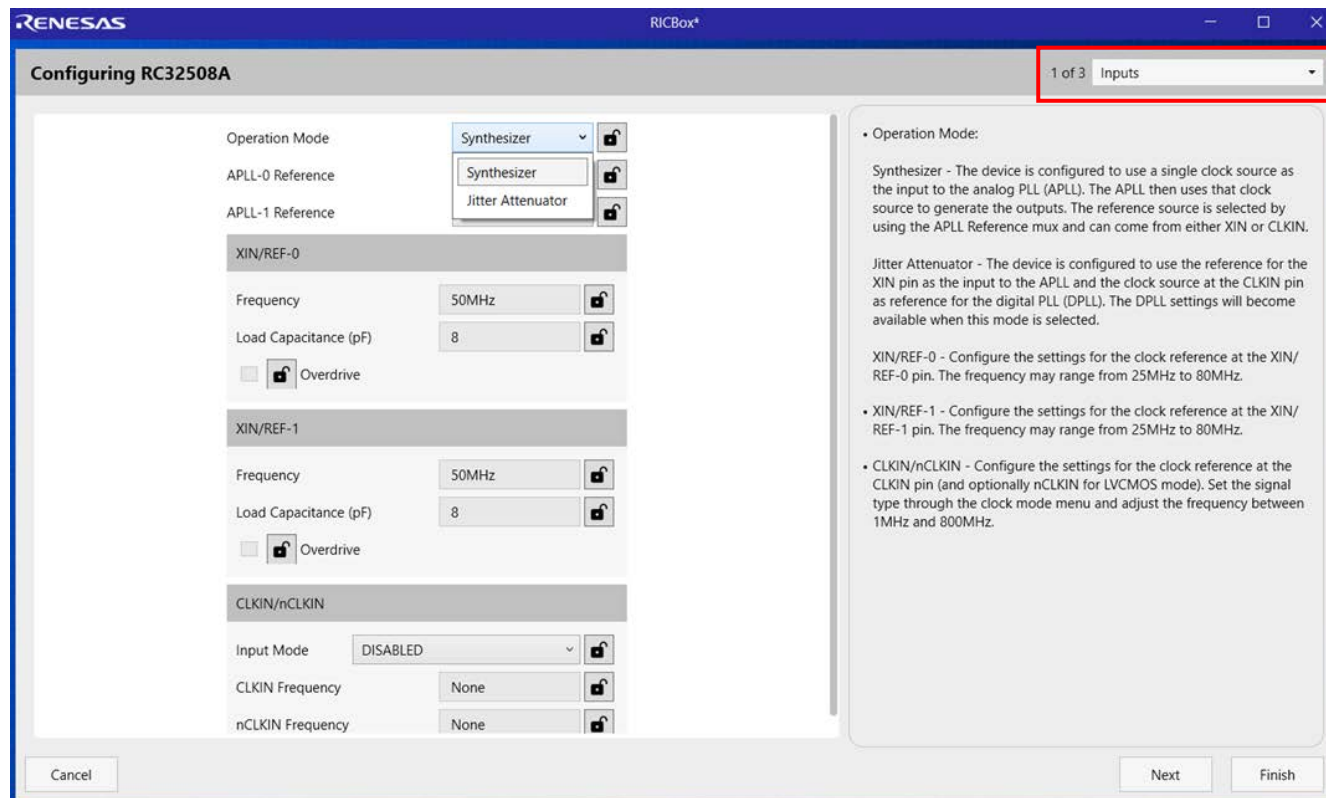 RENESAS
RICBox*
Configuring RC32508A
1 of 3 Inputs
Operation Mode Synthesizer
Synthesizer
Jitter Attenuator
APLL-0 Reference
APLL-1 Reference
XIN/REF-0
Frequency 50MHz
Load Capacitance (pF) 8
Overdrive
XIN/REF-1
Frequency 50MHz
Load Capacitance (pF) 8
Overdrive
CLKIN/nCLKIN
Input Mode DISABLED
CLKIN Frequency None
nCLKIN Frequency None
• Operation Mode:
Synthesizer - The device is configured to use a single clock source as
the input to the analog PLL (APLL). The APLL then uses that clock
source to generate the outputs. The reference source is selected by
using the APLL Reference mux and can come from either XIN or CLKIN.
Jitter Attenuator - The device is configured to use the reference for the
XIN pin as the input to the APLL and the clock source at the CLKIN pin
as reference for the digital PLL (DPLL). The DPLL settings will become
available when this mode is selected.
XIN/REF-0 - Configure the settings for the clock reference at the XIN/
REF-0 pin. The frequency may range from 25MHz to 80MHz.
• XIN/REF-1 - Configure the settings for the clock reference at the XIN/
REF-1 pin. The frequency may range from 25MHz to 80MHz.
• CLKIN/nCLKIN - Configure the settings for the clock reference at the
CLKIN pin (and optionally nCLKIN for LVCMOS mode). Set the signal
type through the clock mode menu and adjust the frequency between
1MHz and 800MHz.
Cancel
Next
Finish